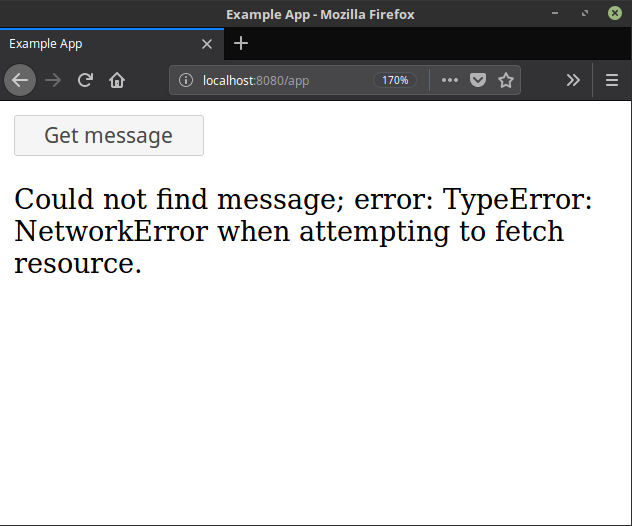 Example App - Mozilla Firefox
Example App
localhost:8080/app
170%
Get message
Could not find message; error: TypeError:
NetworkError when attempting to fetch
resource.